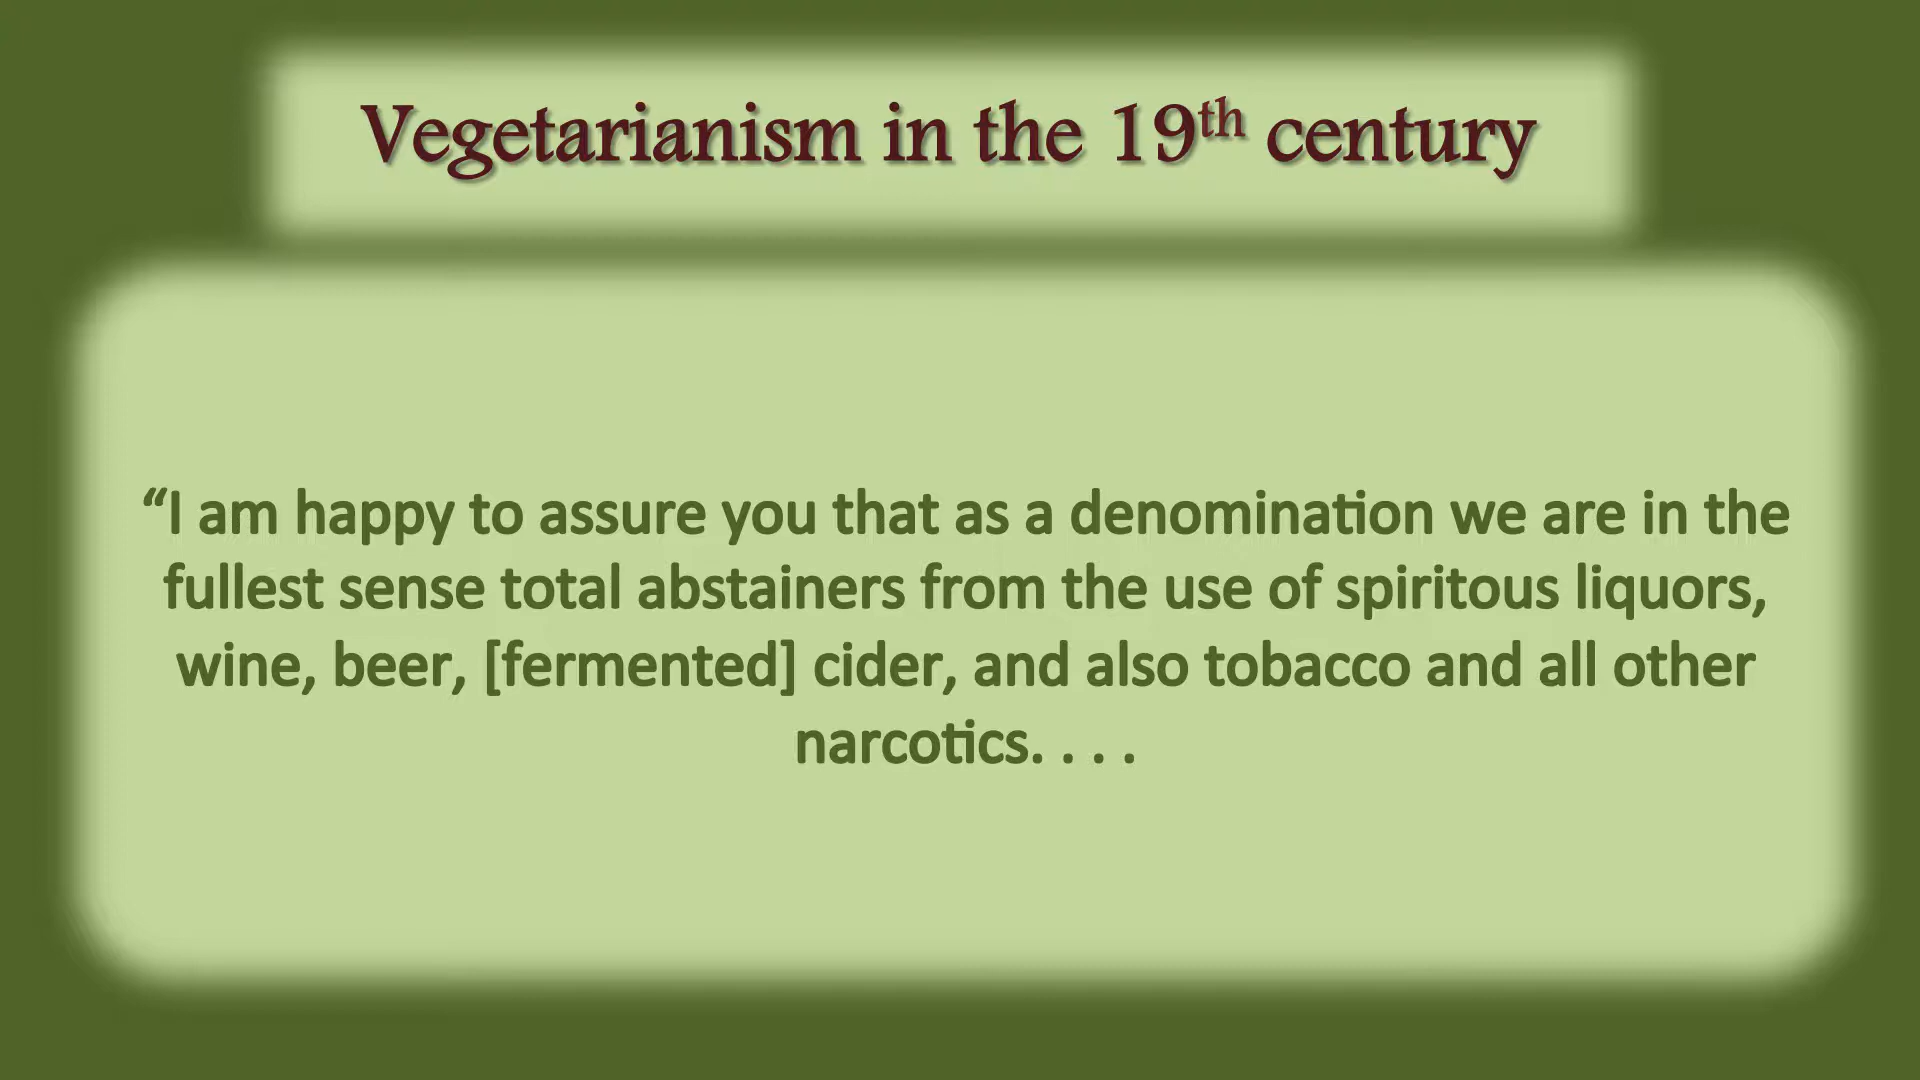 Vegetarianism in the 19th century
“I am happy to assure you that as a denomination we are in the
fullest sense total abstainers from the use of spiritous liquors,
wine, beer, [fermented] cider, and also tobacco and all other
narcotics. . . .